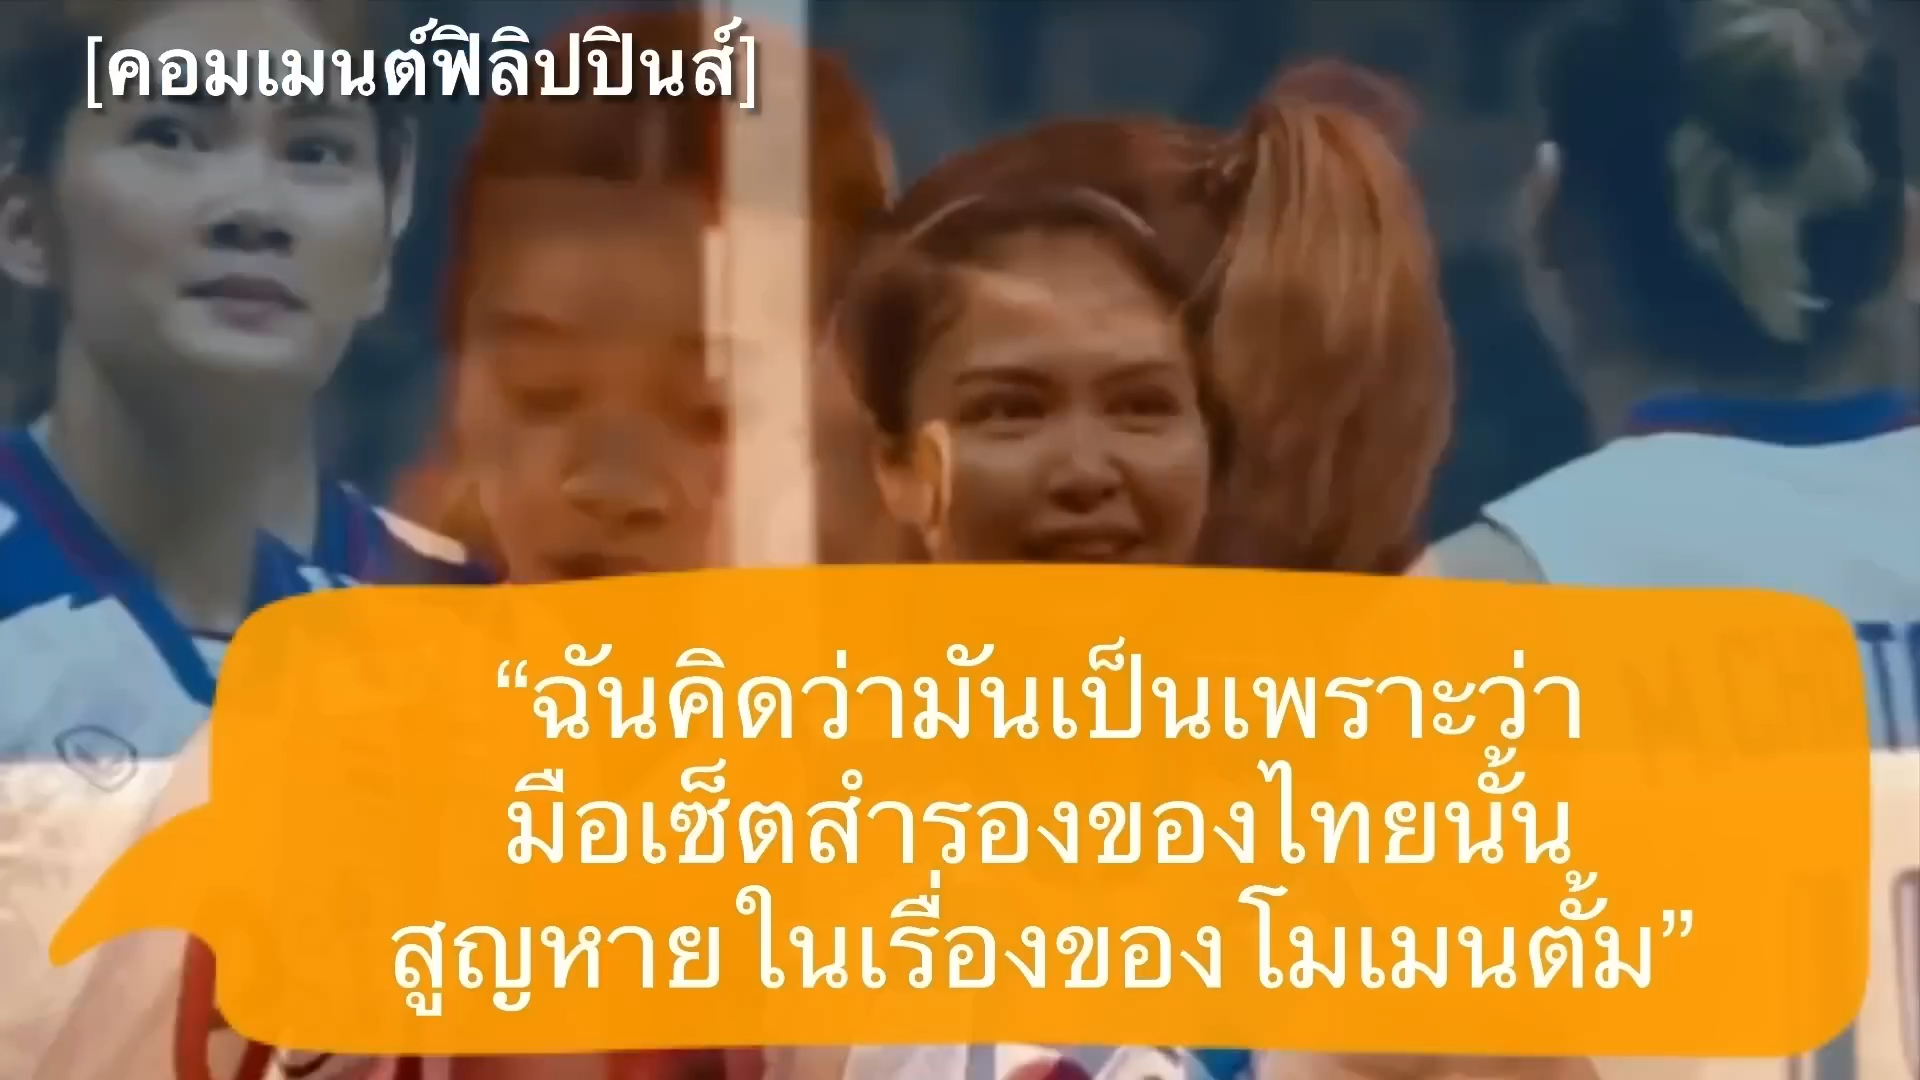 [คอมเมนต์ฟิลิปปินส์]
“ฉันคิดว่ามันเป็นเพราะว่า
มือเซ็ตสำรองของไทยนั้น
สูญหาย ในเรื่องของ โมเมนตั้ม”